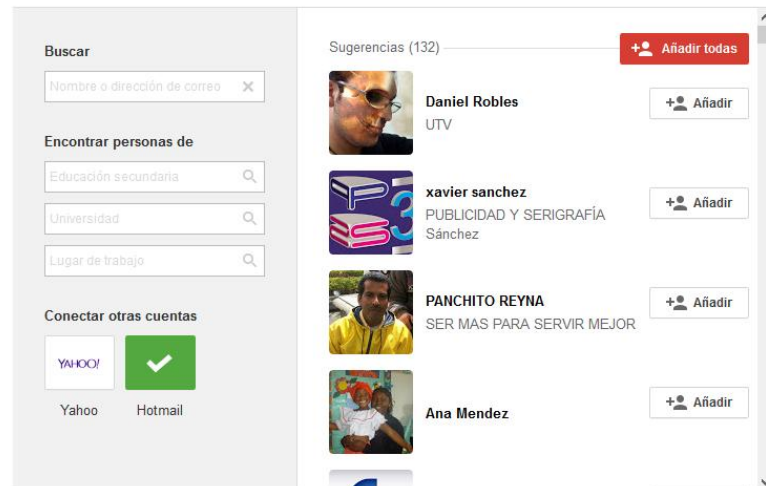 Buscar
Nombre o dirección de correo
Encontrar personas de
Educación secundaria
Universidad
Lugar de trabajo
Conectar otras cuentas
YAHOO!
Yahoo
Hotmail
Sugerencias (132)
Añadir todas
Daniel Robles
UTV
Añadir
xavier sanchez
PUBLICIDAD Y SERIGRAFÍA
Sánchez
Añadir
PANCHITO REYNA
SER MAS PARA SERVIR MEJOR
Añadir
Ana Mendez
Añadir